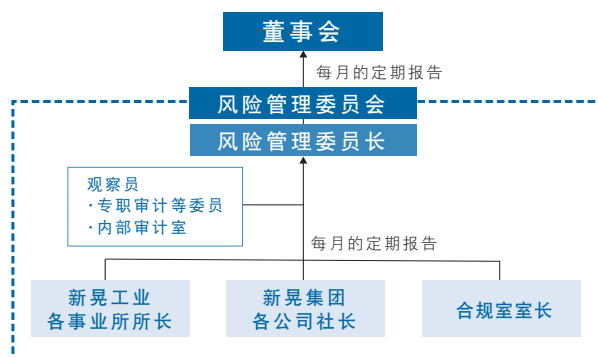 董事会
每月的定期报告
风险管理委员会
风险管理委员长
观察员
·专职审计等委员
·内部审计室
每月的定期报告
新晃工业
各事业所所长
新晃集团
各公司社长
合规室室长